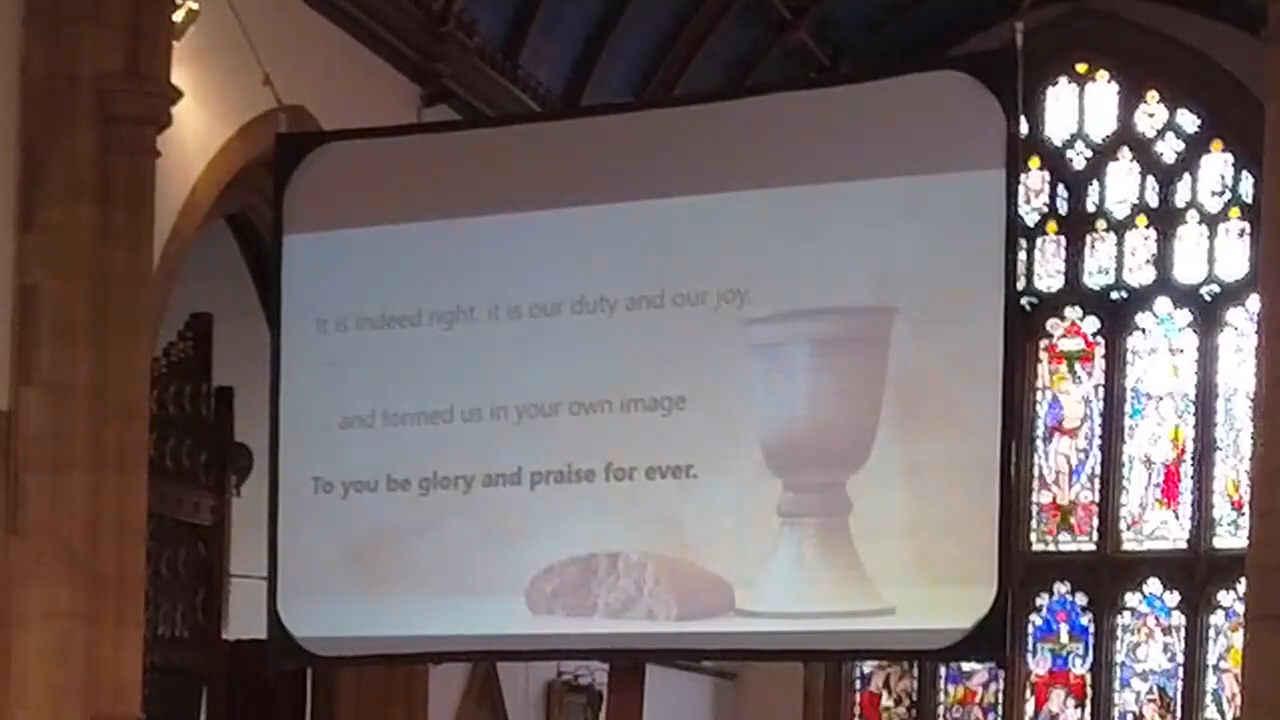 It is indeed right, it is our duty and our joy,
...
... and formed us in your own image
To you be glory and praise for ever.